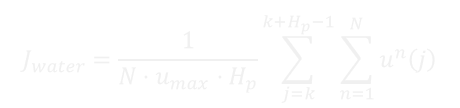 J_{water} = \frac{1}{N \cdot u_{max} \cdot H_p} \sum_{j=k}^{k+H_p-1} \sum_{n=1}^{N} u^n(j)